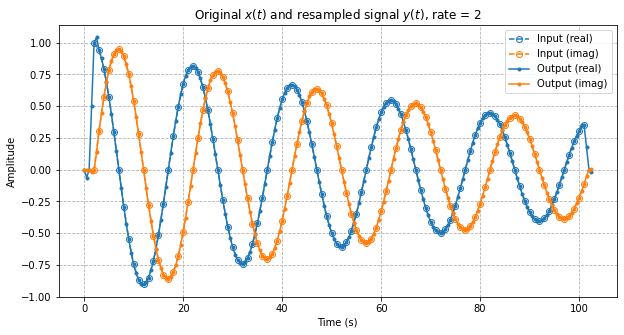 Original x(t) and resampled signal y(t), rate = 2
Input (real)
Input (imag)
Output (real)
Output (imag)
1.00
0.75
0.50
0.25
0.00
−0.25
−0.50
−0.75
−1.00
Amplitude
0 20 40 60 80 100
Time (s)